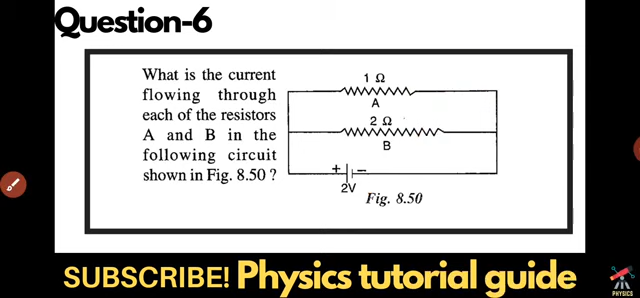 Question-6
What is the current
flowing through
each of the resistors
A and B in the
following circuit
shown in Fig. 8.50 ?
1 Ω
A
2 Ω
B
+
−
2V
Fig. 8.50
SUBSCRIBE! Physics tutorial guide
PHYSICS